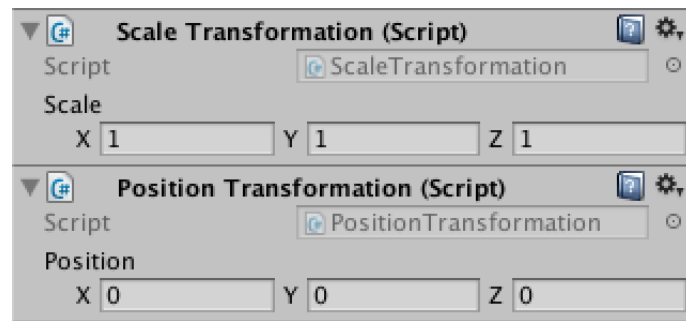 Scale Transformation (Script)
Script ScaleTransformation
Scale
X 1 Y 1 Z 1
Position Transformation (Script)
Script PositionTransformation
Position
X 0 Y 0 Z 0